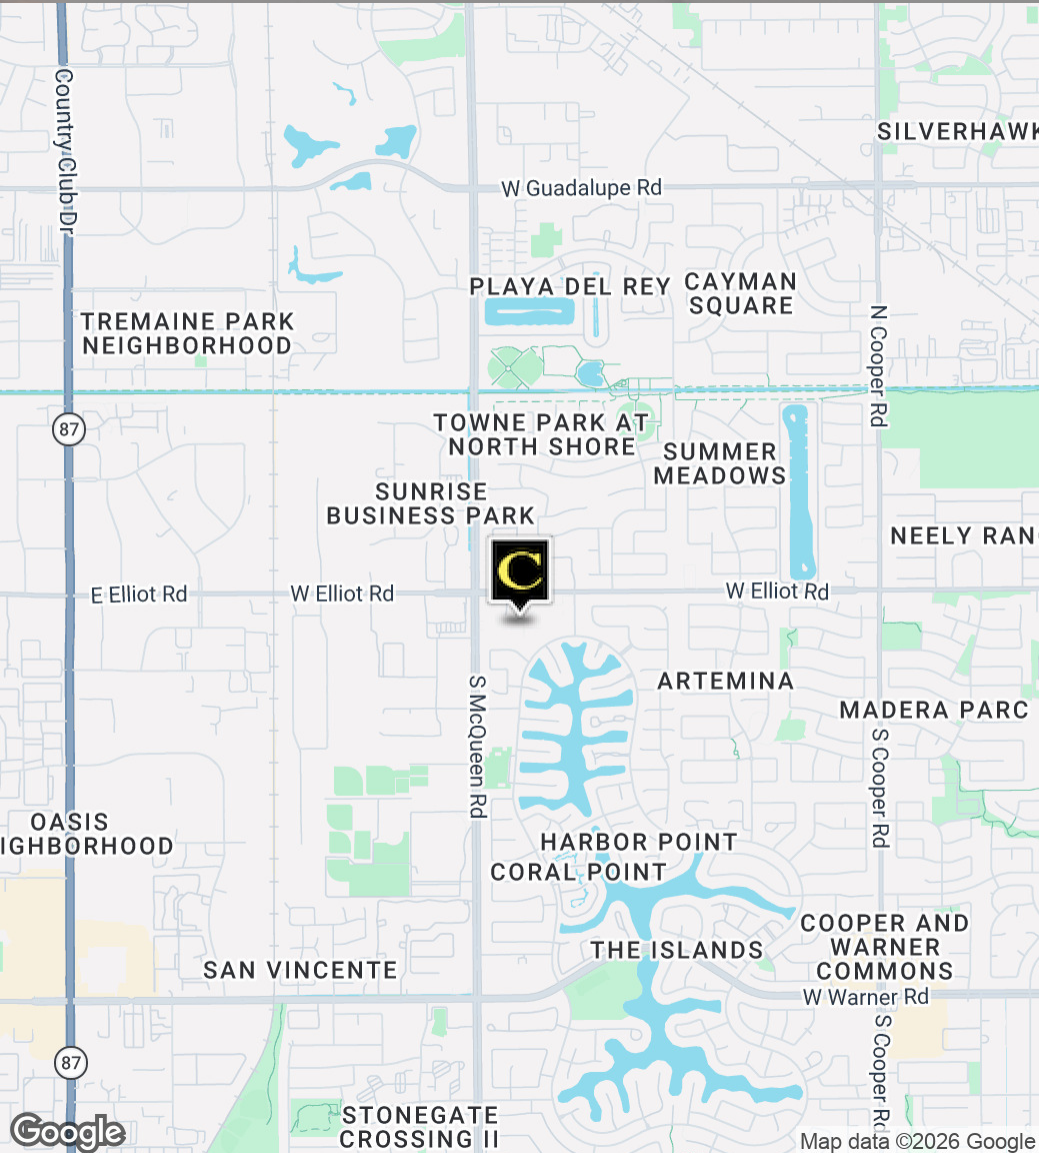 Country Club Dr
SILVERHAWK
W Guadalupe Rd
PLAYA DEL REY
CAYMAN
SQUARE
TREMAINE PARK
NEIGHBORHOOD
N Cooper Rd
87
TOWNE PARK AT
NORTH SHORE
SUMMER
MEADOWS
SUNRISE
BUSINESS PARK
NEELY RAN
C
E Elliot Rd
W Elliot Rd
W Elliot Rd
S McQueen Rd
ARTEMINA
MADERA PARC
S Cooper Rd
OASIS
IGHBORHOOD
HARBOR POINT
CORAL POINT
COOPER AND
WARNER
COMMONS
THE ISLANDS
SAN VINCENTE
W Warner Rd
S Cooper Rd
87
STONEGATE
CROSSING II
Google
Map data ©2026 Google